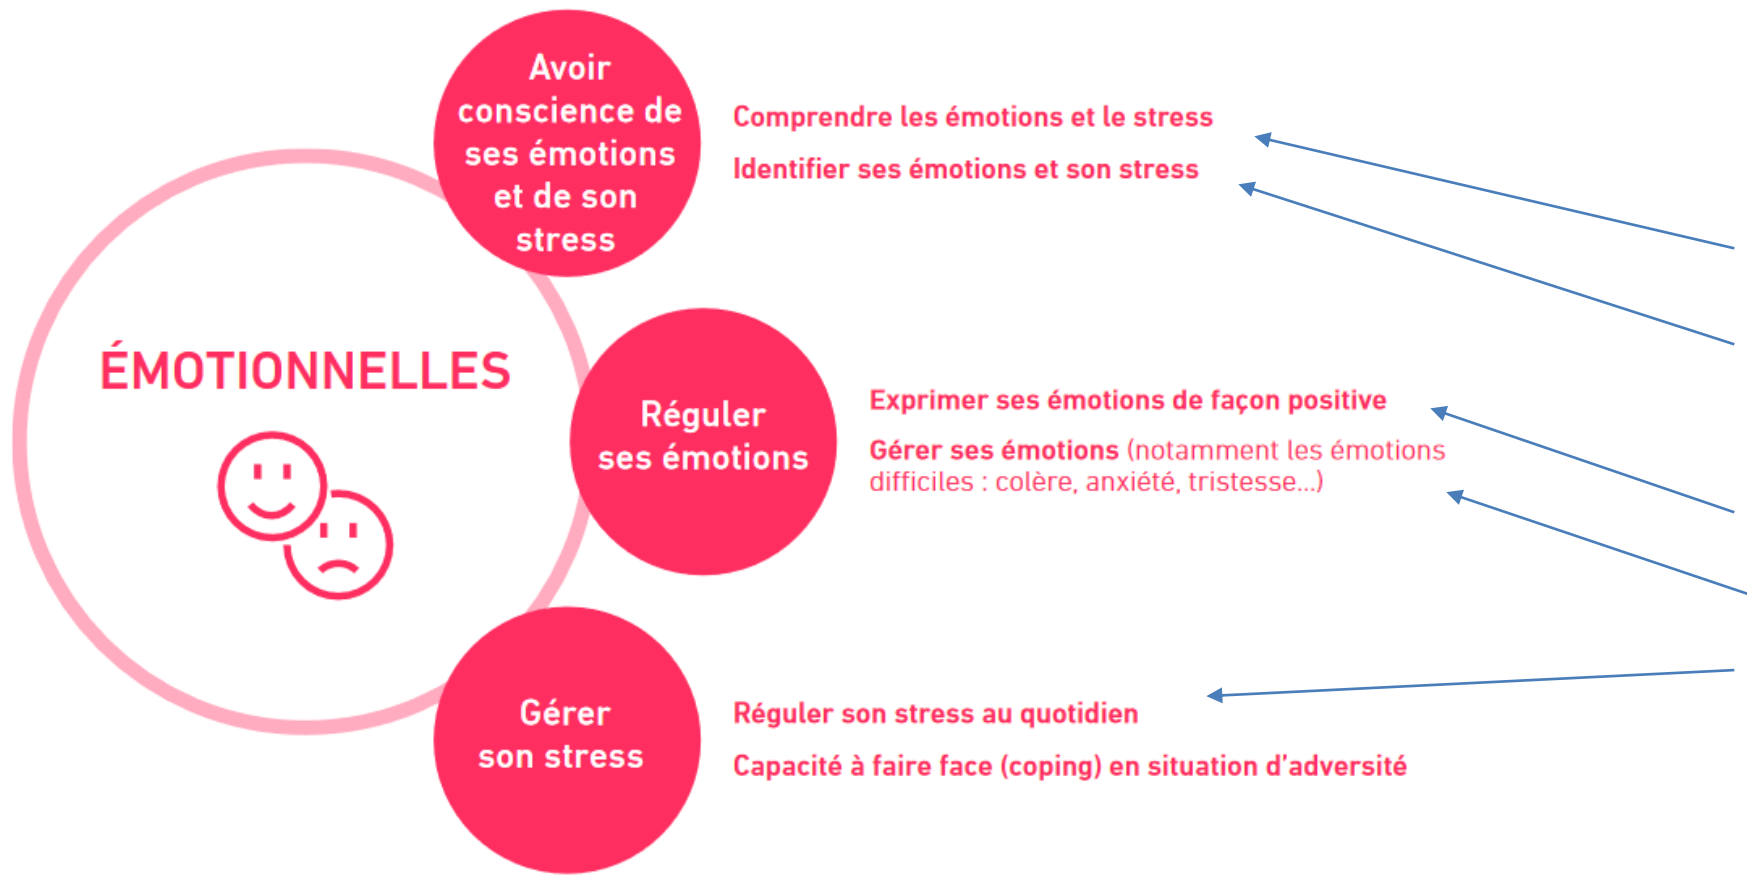 Avoir
conscience de
ses émotions
et de son
stress
Comprendre les émotions et le stress
Identifier ses émotions et son stress
ÉMOTIONNELLES
Réguler
ses émotions
Exprimer ses émotions de façon positive
Gérer ses émotions (notamment les émotions
difficiles : colère, anxiété, tristesse...)
Gérer
son stress
Réguler son stress au quotidien
Capacité à faire face (coping) en situation d'adversité